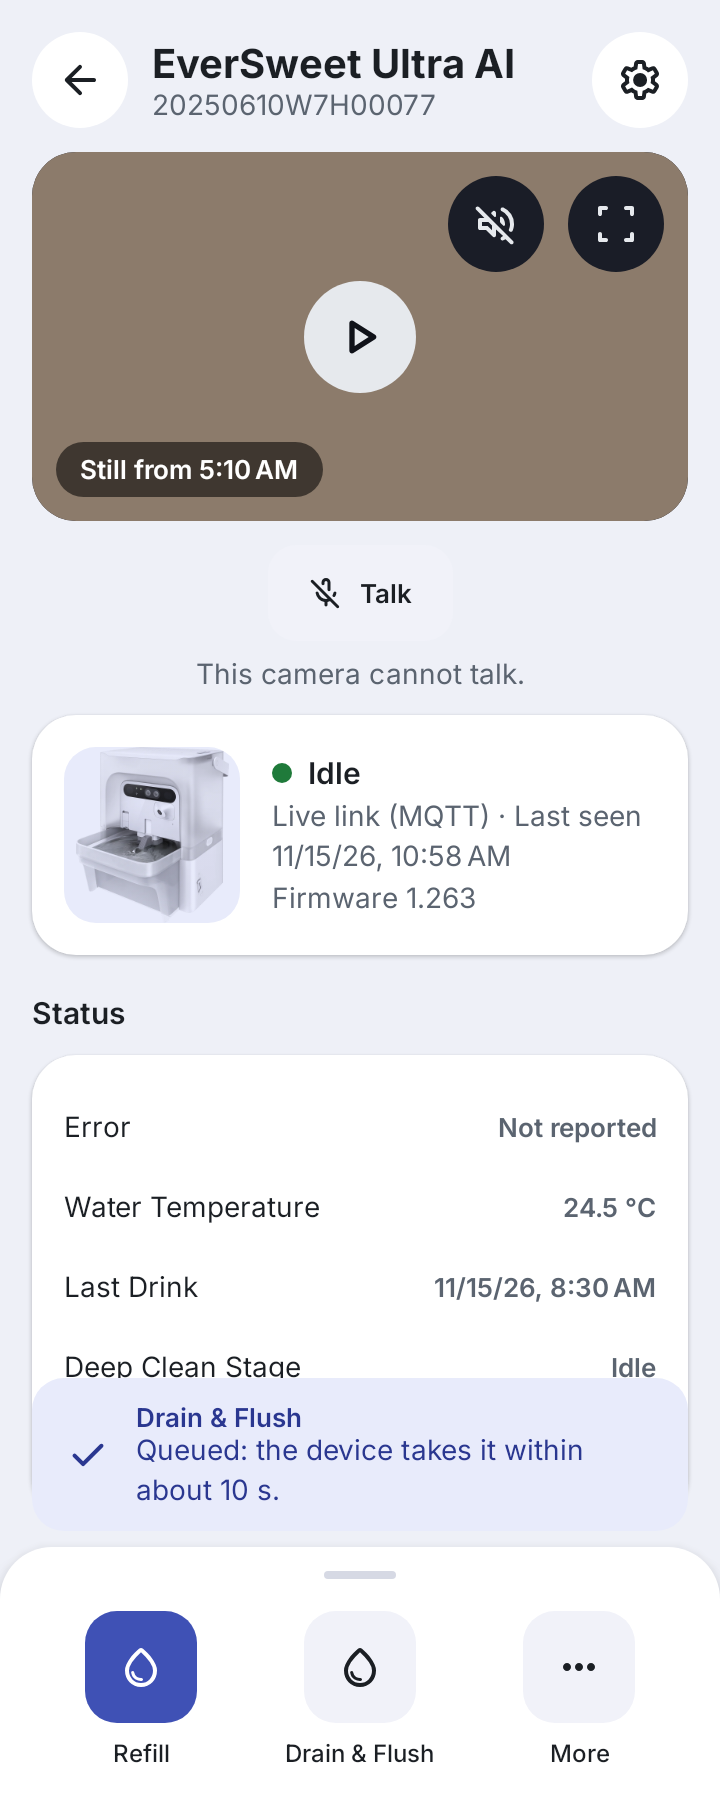 EverSweet Ultra AI
20250610W7H00077
Still from 5:10 AM
Talk
This camera cannot talk.
Idle
Live link (MQTT) · Last seen
11/15/26, 10:58 AM
Firmware 1.263
Status
Error
Not reported
Water Temperature
24.5 °C
Last Drink
11/15/26, 8:30 AM
Deep Clean Stage
Idle
Drain & Flush
Queued: the device takes it within
about 10 s.
Refill
Drain & Flush
More